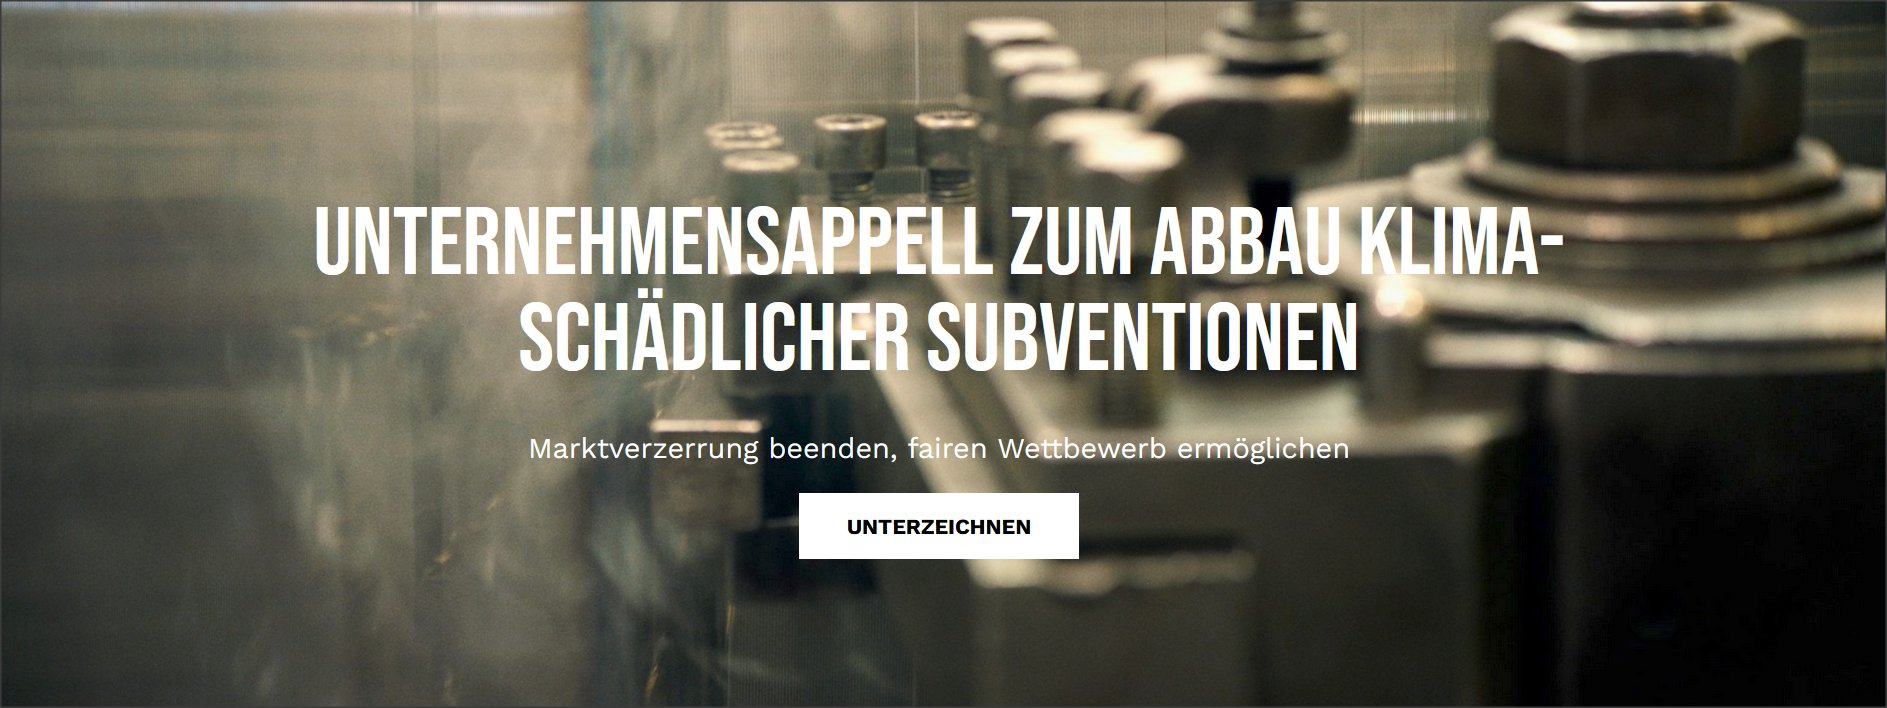 UNTERNEHMENSAPPELL ZUM ABBAU KLIMA-
SCHÄDLICHER SUBVENTIONEN
Marktverzerrung beenden, fairen Wettbewerb ermöglichen
UNTERZEICHNEN